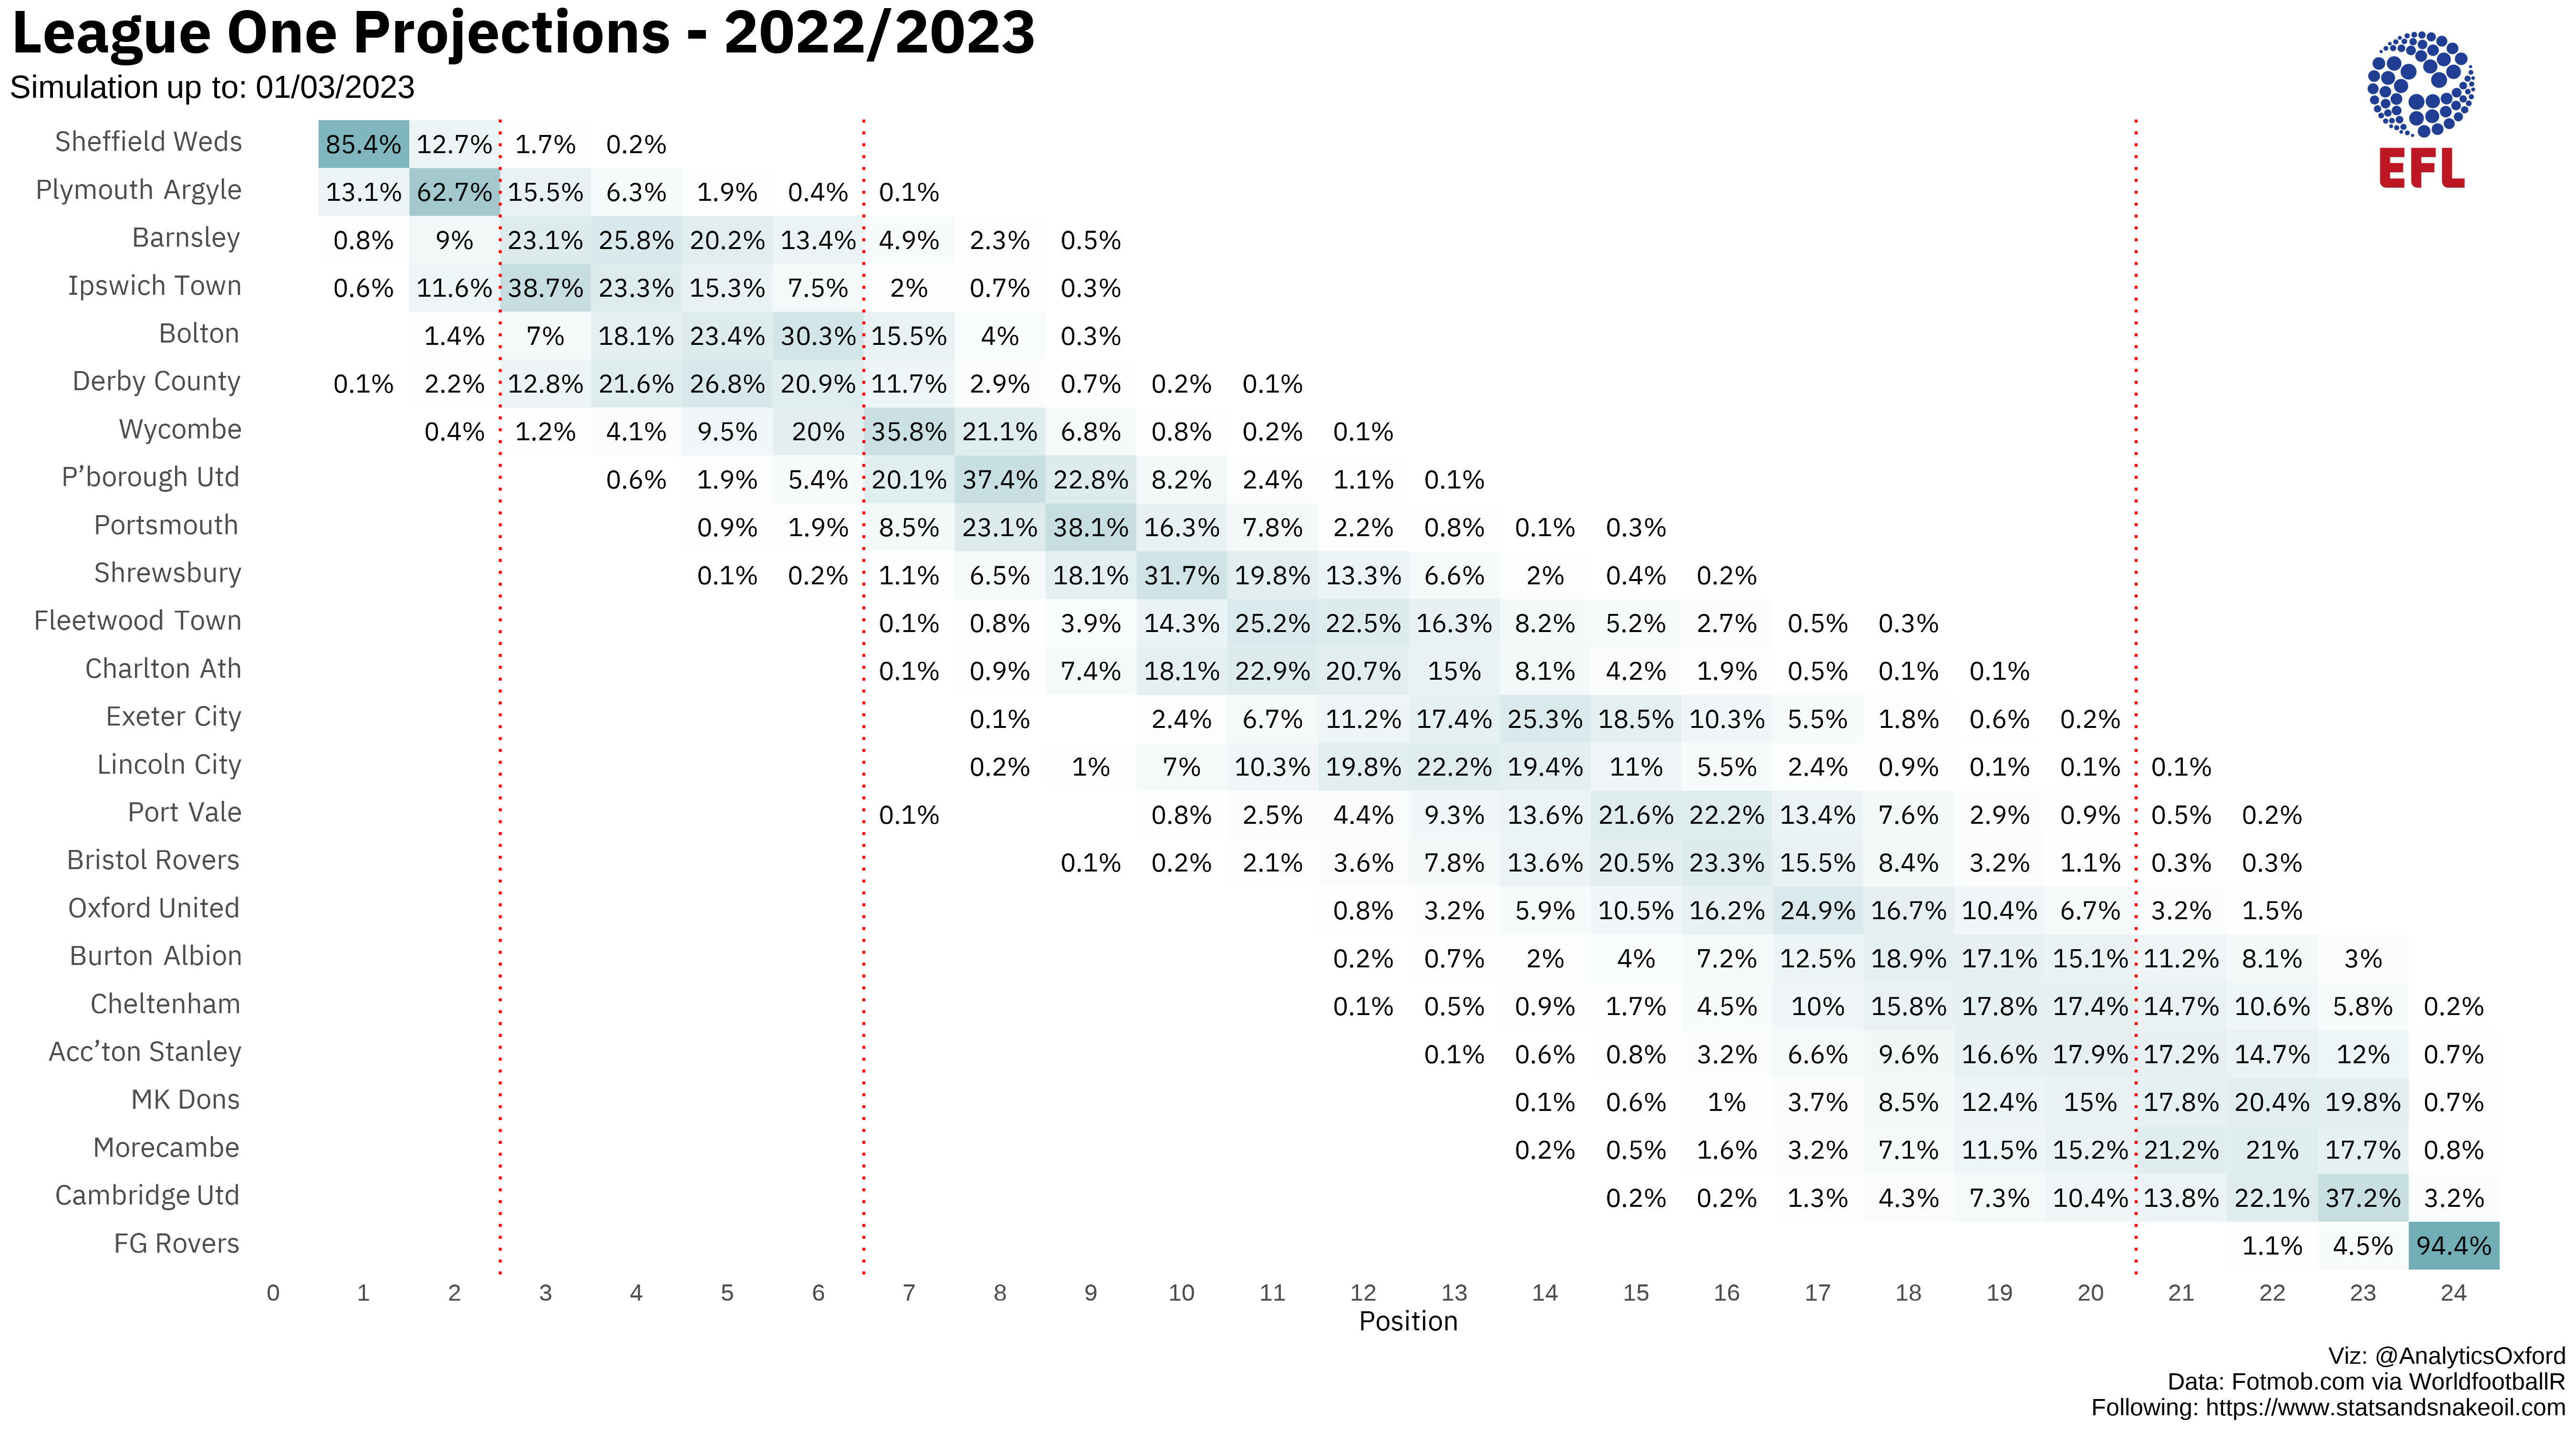 League One Projections - 2022/2023
Simulation up to: 01/03/2023
EFL
Sheffield Weds 85.4% 12.7% 1.7% 0.2%
Plymouth Argyle 13.1% 62.7% 15.5% 6.3% 1.9% 0.4% 0.1%
Barnsley 0.8% 9% 23.1% 25.8% 20.2% 13.4% 4.9% 2.3% 0.5%
Ipswich Town 0.6% 11.6% 38.7% 23.3% 15.3% 7.5% 2% 0.7% 0.3%
Bolton 1.4% 7% 18.1% 23.4% 30.3% 15.5% 4% 0.3%
Derby County 0.1% 2.2% 12.8% 21.6% 26.8% 20.9% 11.7% 2.9% 0.7% 0.2% 0.1%
Wycombe 0.4% 1.2% 4.1% 9.5% 20% 35.8% 21.1% 6.8% 0.8% 0.2% 0.1%
P’borough Utd 0.6% 1.9% 5.4% 20.1% 37.4% 22.8% 8.2% 2.4% 1.1% 0.1%
Portsmouth 0.9% 1.9% 8.5% 23.1% 38.1% 16.3% 7.8% 2.2% 0.8% 0.1% 0.3%
Shrewsbury 0.1% 0.2% 1.1% 6.5% 18.1% 31.7% 19.8% 13.3% 6.6% 2% 0.4% 0.2%
Fleetwood Town 0.1% 0.8% 3.9% 14.3% 25.2% 22.5% 16.3% 8.2% 5.2% 2.7% 0.5% 0.3%
Charlton Ath 0.1% 0.9% 7.4% 18.1% 22.9% 20.7% 15% 8.1% 4.2% 1.9% 0.5% 0.1% 0.1%
Exeter City 0.1% 2.4% 6.7% 11.2% 17.4% 25.3% 18.5% 10.3% 5.5% 1.8% 0.6% 0.2%
Lincoln City 0.2% 1% 7% 10.3% 19.8% 22.2% 19.4% 11% 5.5% 2.4% 0.9% 0.1% 0.1% 0.1%
Port Vale 0.1% 0.8% 2.5% 4.4% 9.3% 13.6% 21.6% 22.2% 13.4% 7.6% 2.9% 0.9% 0.5% 0.2%
Bristol Rovers 0.1% 0.2% 2.1% 3.6% 7.8% 13.6% 20.5% 23.3% 15.5% 8.4% 3.2% 1.1% 0.3% 0.3%
Oxford United 0.8% 3.2% 5.9% 10.5% 16.2% 24.9% 16.7% 10.4% 6.7% 3.2% 1.5%
Burton Albion 0.2% 0.7% 2% 4% 7.2% 12.5% 18.9% 17.1% 15.1% 11.2% 8.1% 3%
Cheltenham 0.1% 0.5% 0.9% 1.7% 4.5% 10% 15.8% 17.8% 17.4% 14.7% 10.6% 5.8% 0.2%
Acc’ton Stanley 0.1% 0.6% 0.8% 3.2% 6.6% 9.6% 16.6% 17.9% 17.2% 14.7% 12% 0.7%
MK Dons 0.1% 0.6% 1% 3.7% 8.5% 12.4% 15% 17.8% 20.4% 19.8% 0.7%
Morecambe 0.2% 0.5% 1.6% 3.2% 7.1% 11.5% 15.2% 21.2% 21% 17.7% 0.8%
Cambridge Utd 0.2% 0.2% 1.3% 4.3% 7.3% 10.4% 13.8% 22.1% 37.2% 3.2%
FG Rovers 1.1% 4.5% 94.4%
0 1 2 3 4 5 6 7 8 9 10 11 12 13 14 15 16 17 18 19 20 21 22 23 24
Position
Viz: @AnalyticsOxford
Data: Fotmob.com via WorldfootballR
Following: https://www.statsandsnakeoil.com